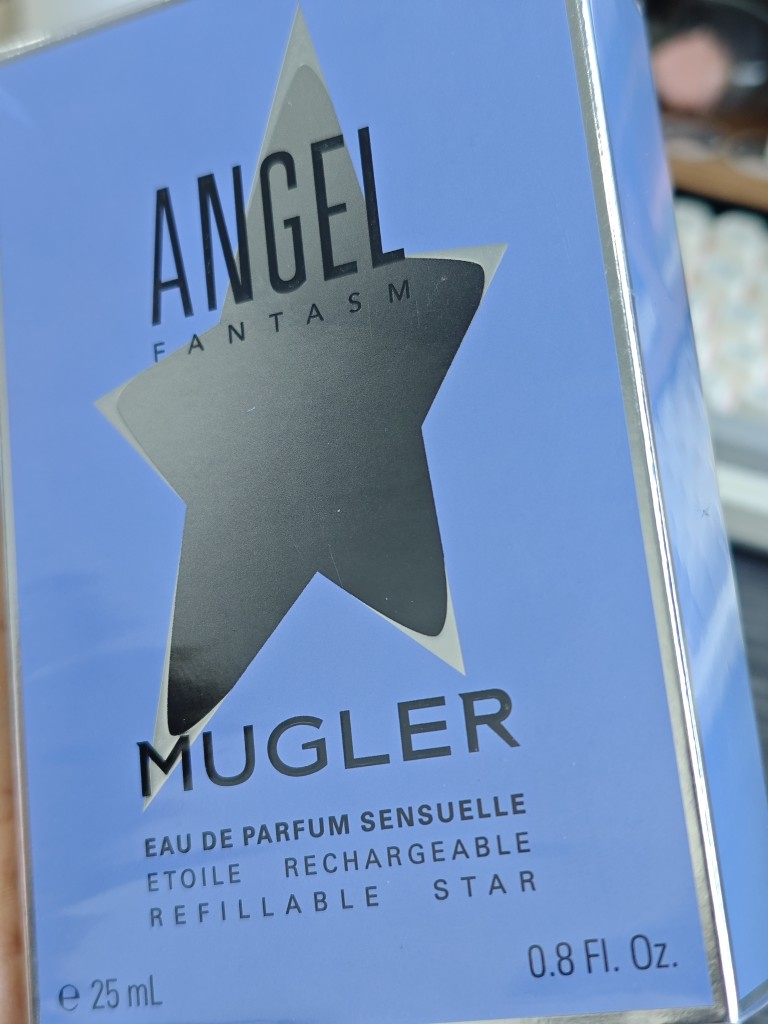 ANGEL
FANTASM
MUGLER
EAU DE PARFUM SENSUELLE
ETOILE RECHARGEABLE
REFILLABLE STAR
℮ 25 mL
0.8 Fl. Oz.